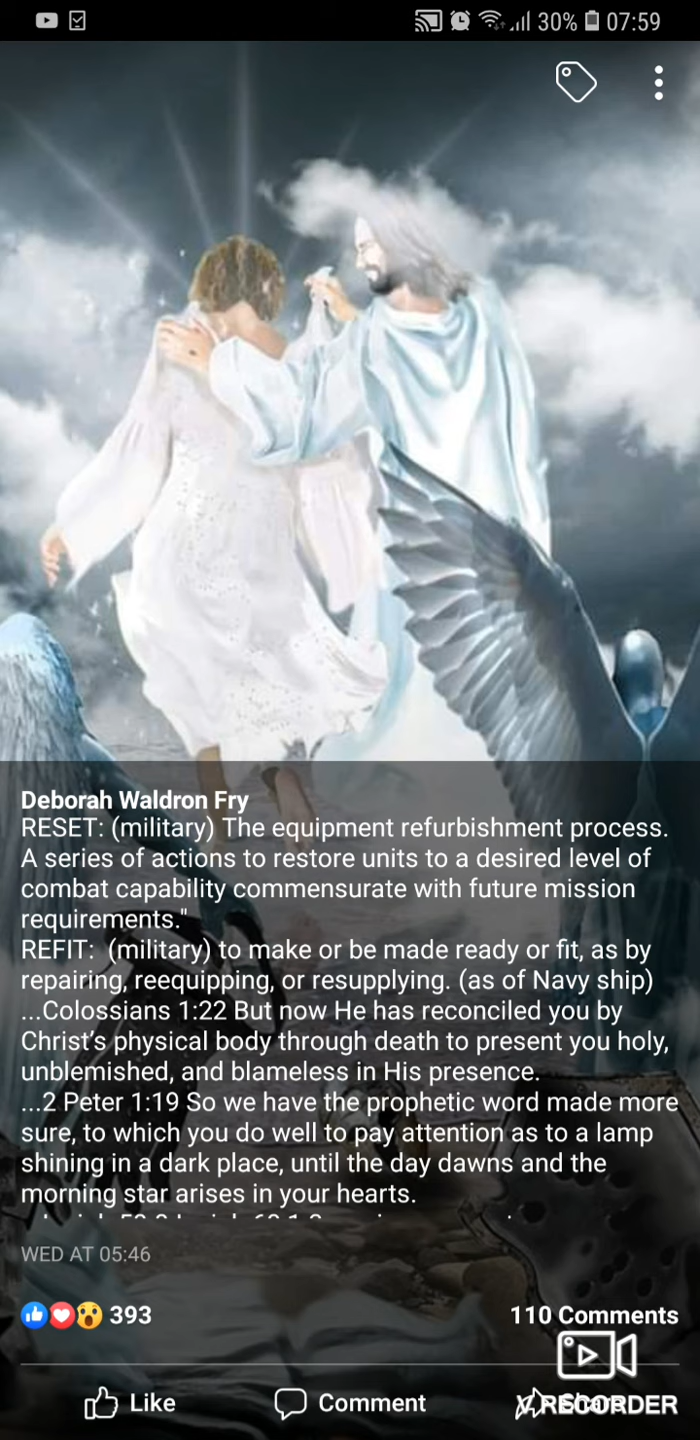 30% 07:59
Deborah Waldron Fry
RESET: (military) The equipment refurbishment process.
A series of actions to restore units to a desired level of
combat capability commensurate with future mission
requirements."
REFIT:  (military) to make or be made ready or fit, as by
repairing, reequipping, or resupplying. (as of Navy ship)
...Colossians 1:22 But now He has reconciled you by
Christ’s physical body through death to present you holy,
unblemished, and blameless in His presence.
...2 Peter 1:19 So we have the prophetic word made more
sure, to which you do well to pay attention as to a lamp
shining in a dark place, until the day dawns and the
morning star arises in your hearts.
WED AT 05:46
393 110 Comments
Like Comment
RECORDER